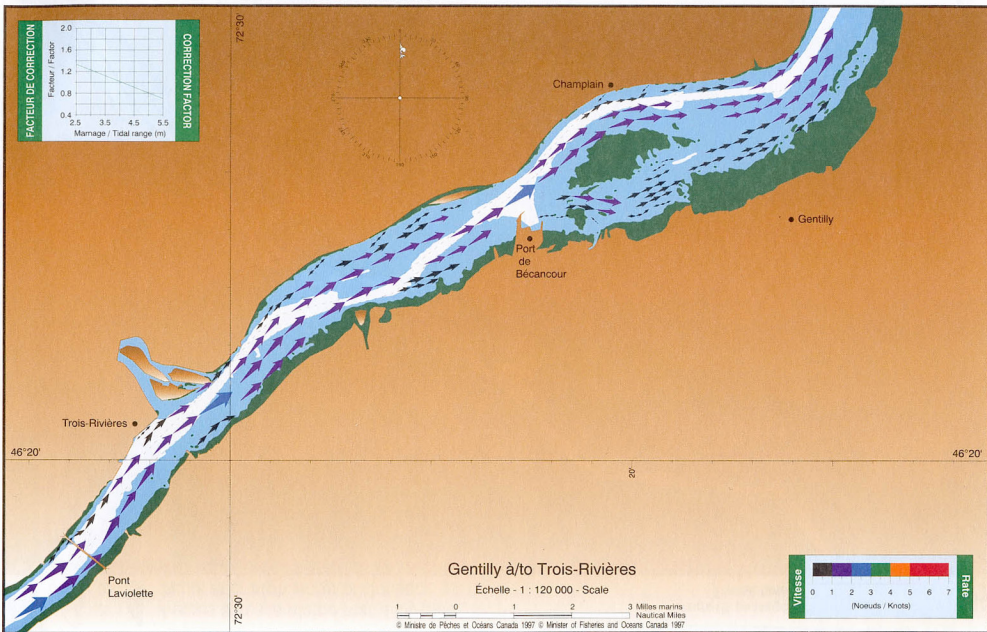 FACTEUR DE CORRECTION
Facteur / Factor
2.0
1.6
1.2
0.8
0.4
2.5 3.5 4.5 5.5
Marnage / Tidal range (m)
CORRECTION FACTOR
72°30'
Champlain
Gentilly
Port
de
Bécancour
Trois-Rivières
46°20'
46°20'
20'
Pont
Laviolette
72°30'
Gentilly à/to Trois-Rivières
Échelle - 1 : 120 000 - Scale
1 0 1 2 3 Milles marins
Nautical Miles
© Ministre de Pêches et Océans Canada 1997 © Minister of Fisheries and Oceans Canada 1997
Vitesse
0 1 2 3 4 5 6 7
(Noeuds / Knots)
Rate